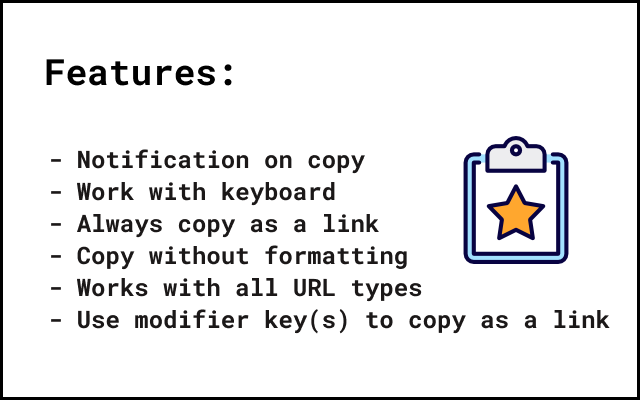 Features:
- Notification on copy
- Work with keyboard
- Always copy as a link
- Copy without formatting
- Works with all URL types
- Use modifier key(s) to copy as a link